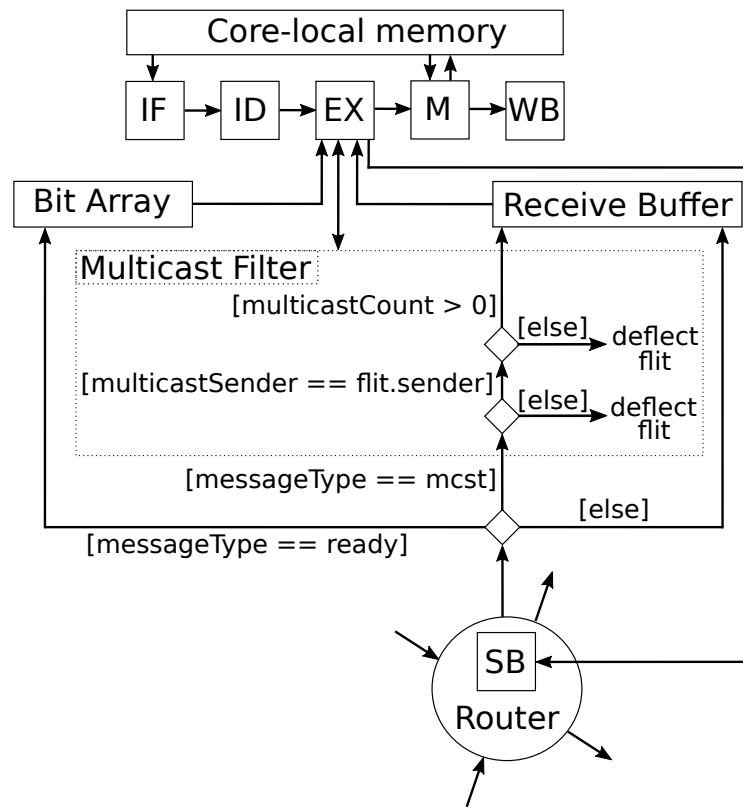 Core-local memory
IF
ID
EX
M
WB
Bit Array
Receive Buffer
Multicast Filter
[multicastCount > 0]
[else]
deflect
flit
[multicastSender == flit.sender]
[else]
deflect
flit
[messageType == mcst]
[else]
[messageType == ready]
SB
Router